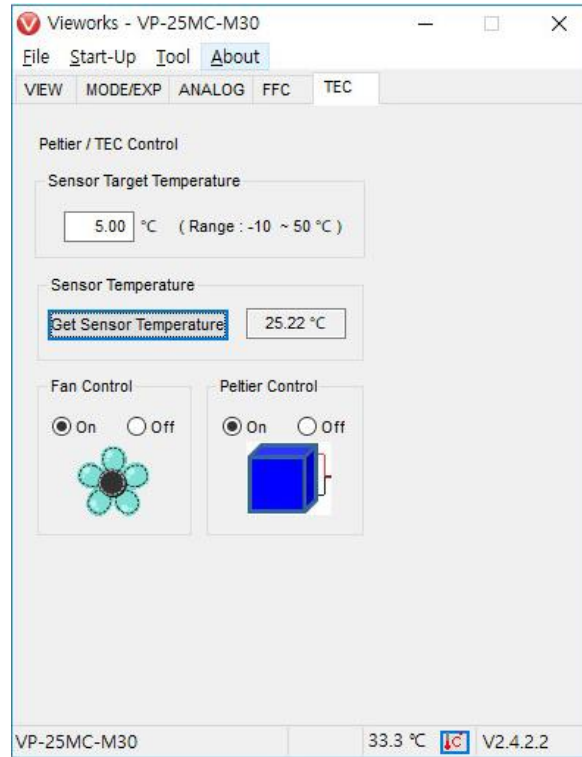 Vieworks - VP-25MC-M30
File Start-Up Tool About
VIEW MODE/EXP ANALOG FFC TEC
Peltier / TEC Control
Sensor Target Temperature
5.00 °C ( Range : -10 ~ 50 °C )
Sensor Temperature
Get Sensor Temperature 25.22 °C
Fan Control Peltier Control
On Off On Off
VP-25MC-M30 33.3 ℃ C V2.4.2.2